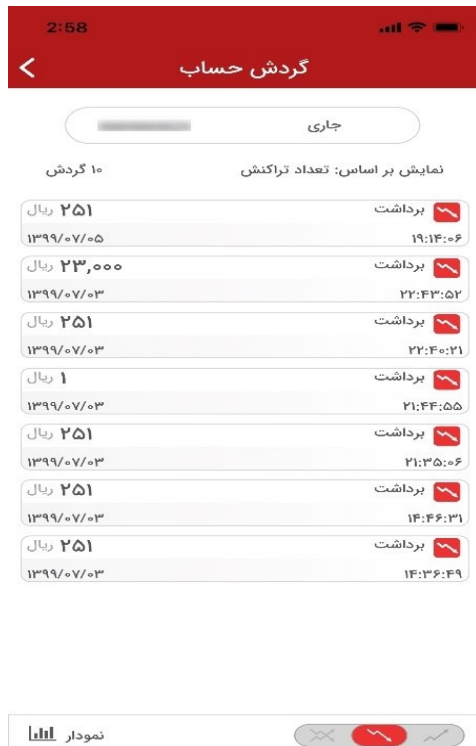 2:58
گردش حساب
جاری
نمایش بر اساس: تعداد تراکنش ۱۰ گردش
برداشت ۲۵۱ ریال
۱۹:۱۴:۰۶ ۱۳۹۹/۰۷/۰۵
برداشت ۲۳,۰۰۰ ریال
۲۲:۴۳:۵۲ ۱۳۹۹/۰۷/۰۳
برداشت ۲۵۱ ریال
۲۲:۴۰:۲۱ ۱۳۹۹/۰۷/۰۳
برداشت ۱ ریال
۲۱:۴۴:۵۵ ۱۳۹۹/۰۷/۰۳
برداشت ۲۵۱ ریال
۲۱:۳۵:۰۶ ۱۳۹۹/۰۷/۰۳
برداشت ۲۵۱ ریال
۱۴:۴۶:۳۱ ۱۳۹۹/۰۷/۰۳
برداشت ۲۵۱ ریال
۱۴:۳۶:۴۹ ۱۳۹۹/۰۷/۰۳
نمودار